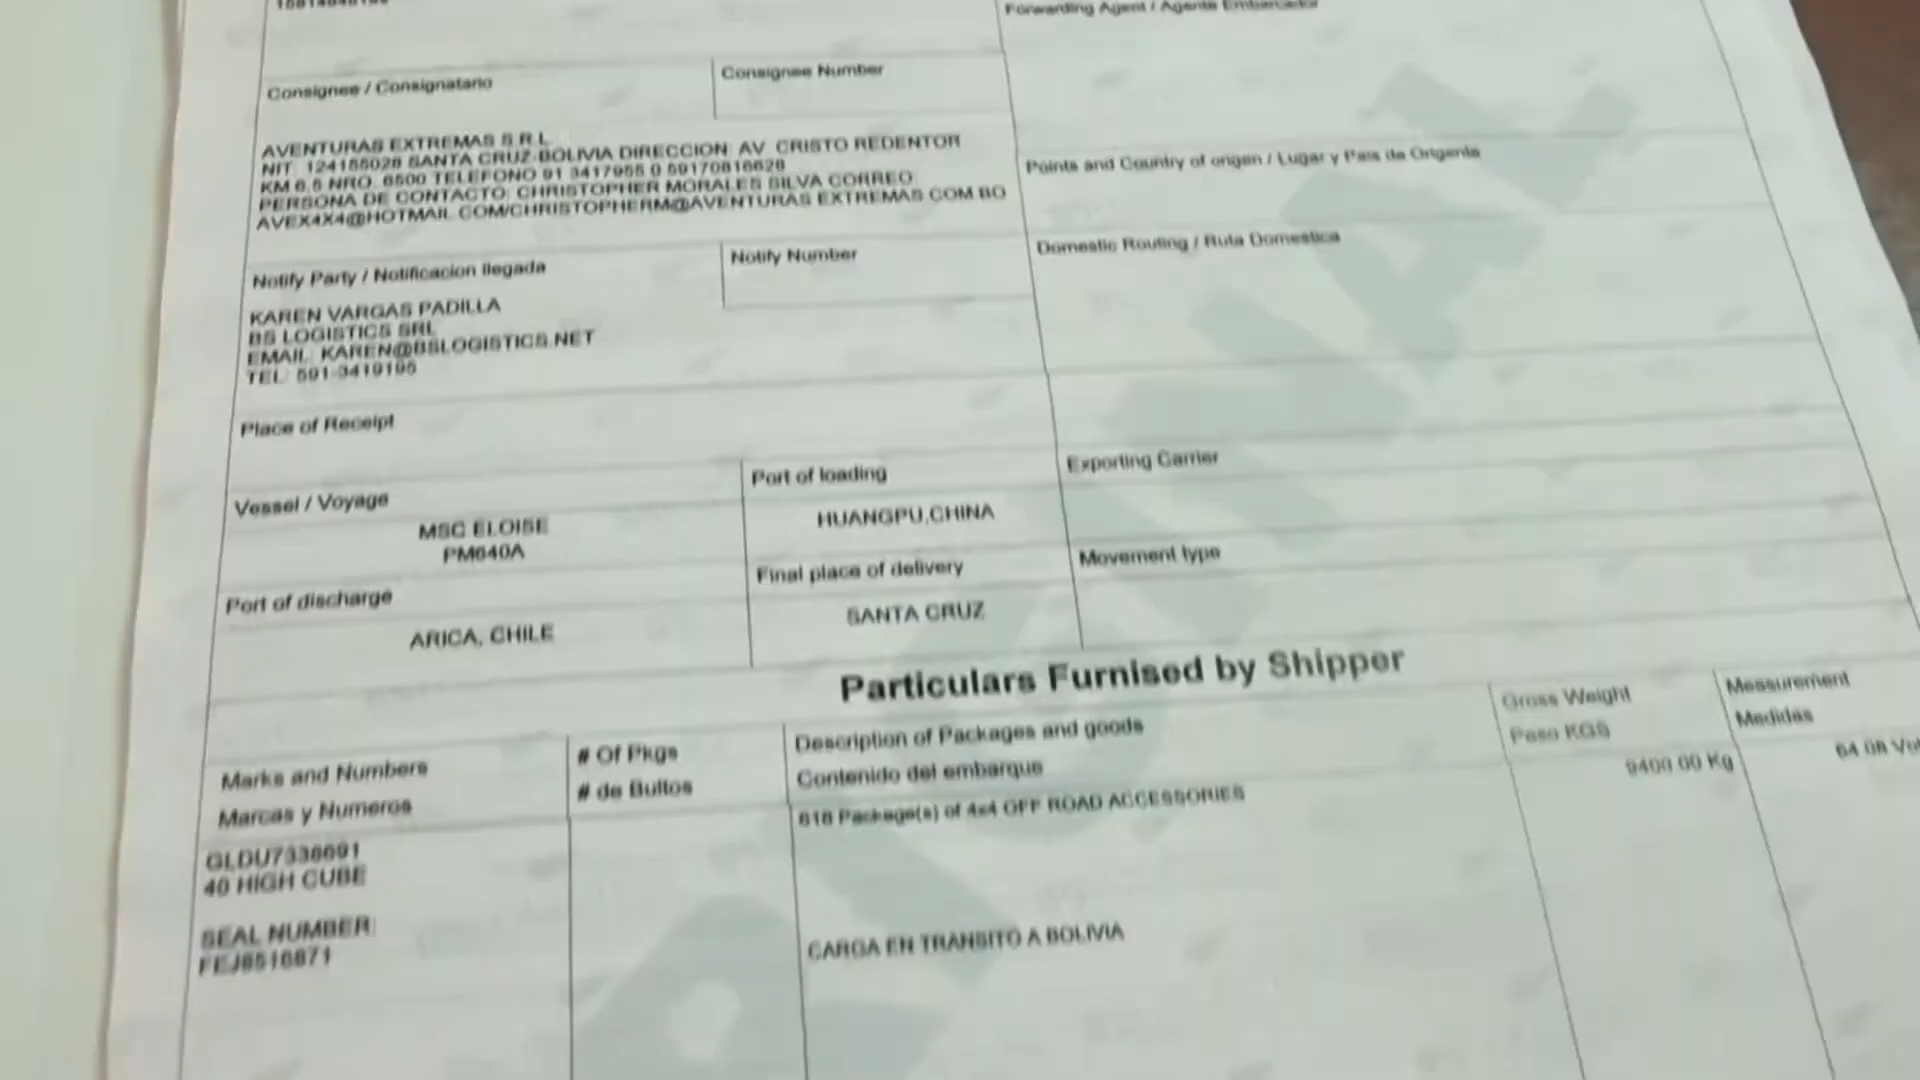 Forwarding Agent / Agente Embarcador
Consignee / Consignatario
Consignee Number
AVENTURAS EXTREMAS S.R.L
NIT: 124155028 SANTA CRUZ-BOLIVIA DIRECCION: AV. CRISTO REDENTOR
KM 6.5 NRO. 6500 TELEFONO 91 3417955 0 59170816628
PERSONA DE CONTACTO: CHRISTOPHER MORALES SILVA CORREO:
AVEX4X4@HOTMAIL.COM/CHRISTOPHERM@AVENTURAS EXTREMAS.COM.BO
Points and Country of origen / Lugar y Pais de Origenta
Notify Party / Notificacion llegada
Notify Number
Domestic Routing / Ruta Domestica
KAREN VARGAS PADILLA
BS LOGISTICS SRL
EMAIL: KAREN@BSLOGISTICS.NET
TEL: 591-3419195
Place of Receipt
Vessel / Voyage
Port of loading
Exporting Carrier
MSC ELOISE
PM640A
HUANGPU,CHINA
Port of discharge
Final place of delivery
Movement type
ARICA, CHILE
SANTA CRUZ
Particulars Furnised by Shipper
Marks and Numbers
Marcas y Numeros
# Of Pkgs
# de Bultos
Description of Packages and goods
Contenido del embarque
Gross Weight
Peso KGS
Measurement
Medidas
618 Package(s) of 4x4 OFF ROAD ACCESSORIES
9400.00 Kg
64.08 Vol
GLDU7338691
40 HIGH CUBE
SEAL NUMBER:
FEJ8516871
CARGA EN TRANSITO A BOLIVIA